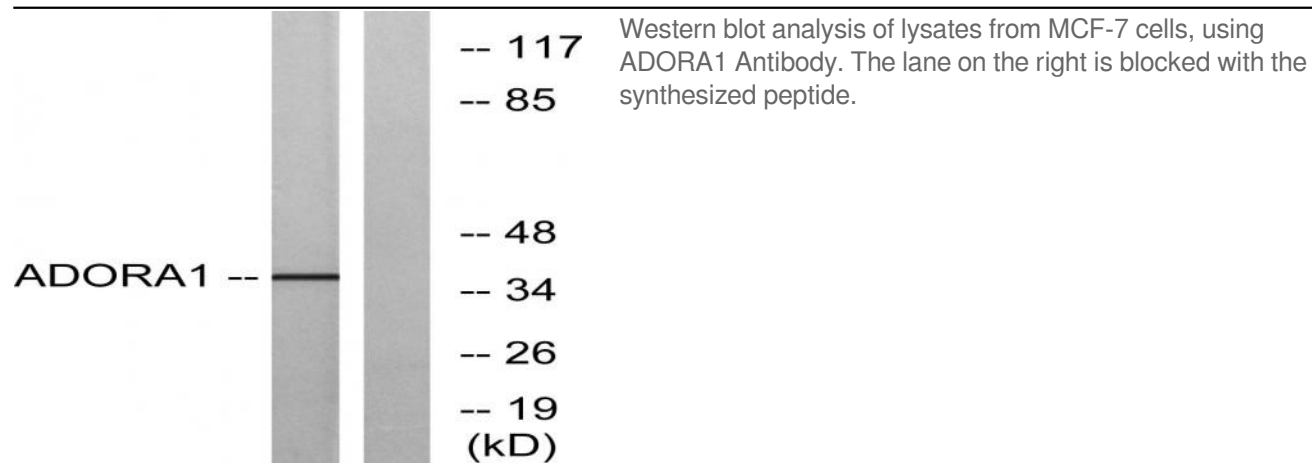 -- 117
-- 85
-- 48
ADORA1 --
-- 34
-- 26
-- 19
(kD)
Western blot analysis of lysates from MCF-7 cells, using
ADORA1 Antibody. The lane on the right is blocked with the
synthesized peptide.